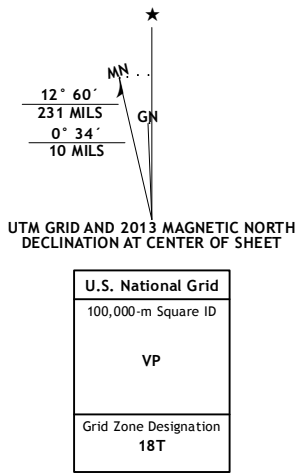 MN
GN
12° 60´
231 MILS
0° 34´
10 MILS
UTM GRID AND 2013 MAGNETIC NORTH
DECLINATION AT CENTER OF SHEET
U.S. National Grid
100,000-m Square ID
VP
Grid Zone Designation
18T